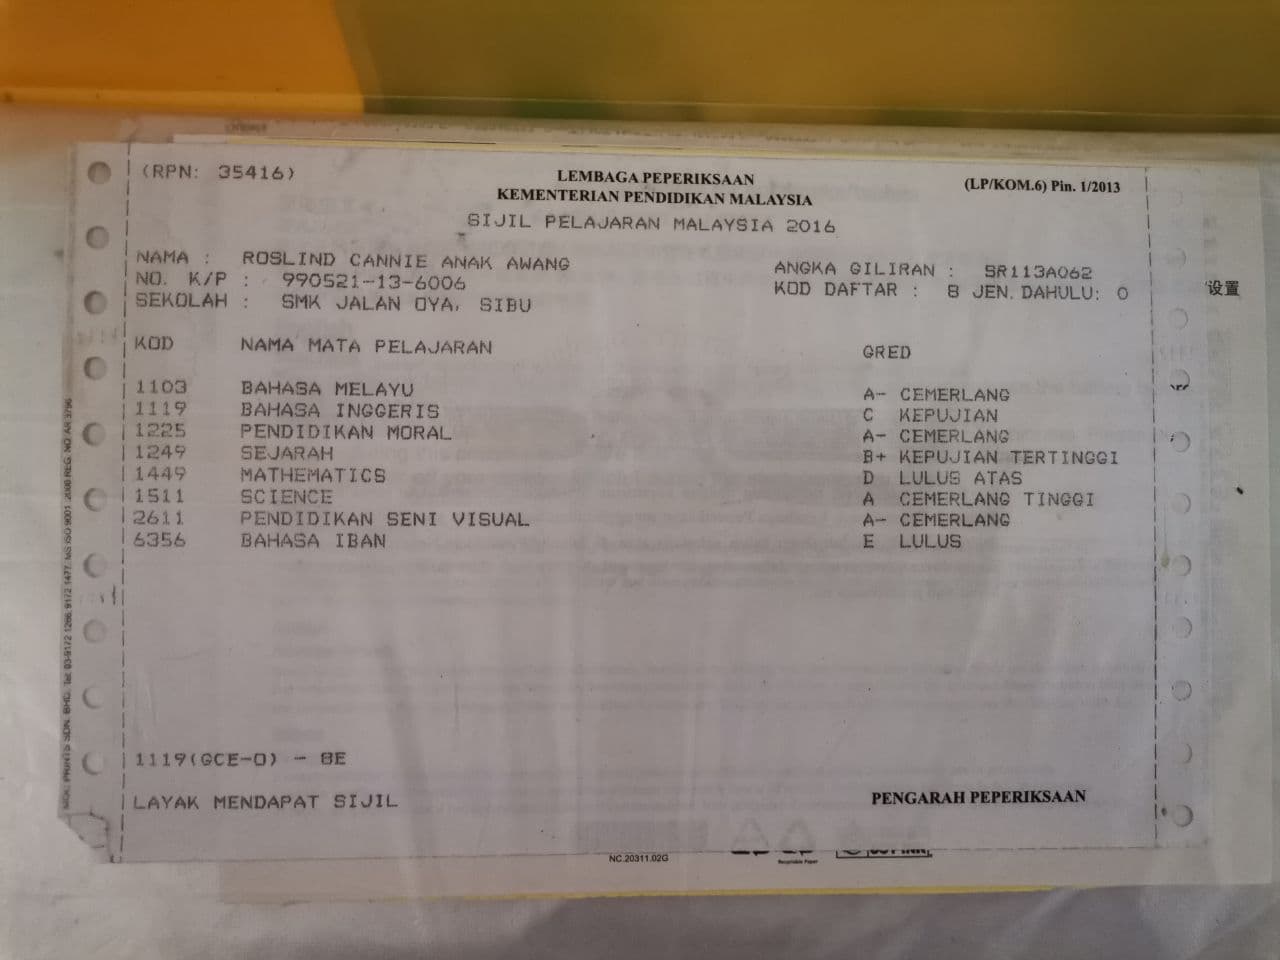 (RPN: 35416)
LEMBAGA PEPERIKSAAN
KEMENTERIAN PENDIDIKAN MALAYSIA
(LP/KOM.6) Pin. 1/2013
SIJIL PELAJARAN MALAYSIA 2016
NAMA : ROSLIND CANNIE ANAK AWANG
NO. K/P : 990521-13-6006
SEKOLAH : SMK JALAN OYA, SIBU
ANGKA GILIRAN : SR113A062
KOD DAFTAR : 8 JEN. DAHULU: 0
设置
KOD NAMA MATA PELAJARAN GRED
1103 BAHASA MELAYU A- CEMERLANG
1119 BAHASA INGGERIS C KEPUJIAN
1225 PENDIDIKAN MORAL A- CEMERLANG
1249 SEJARAH B+ KEPUJIAN TERTINGGI
1449 MATHEMATICS D LULUS ATAS
1511 SCIENCE A CEMERLANG TINGGI
2611 PENDIDIKAN SENI VISUAL A- CEMERLANG
6356 BAHASA IBAN E LULUS
1119(GCE-O) - 8E
LAYAK MENDAPAT SIJIL
PENGARAH PEPERIKSAAN
NC.20311.02G
Recyclable Paper